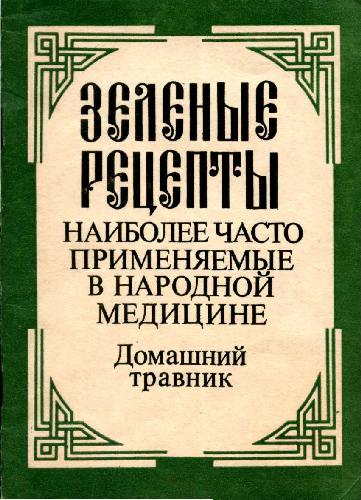 ЗЕЛЕНЫЕ
РЕЦЕПТЫ
НАИБОЛЕЕ ЧАСТО
ПРИМЕНЯЕМЫЕ
В НАРОДНОЙ
МЕДИЦИНЕ
Домашний
травник